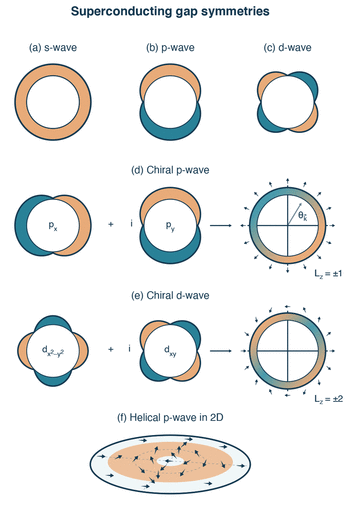 Superconducting gap symmetries
(a) s-wave
(b) p-wave
(c) d-wave
(d) Chiral p-wave
pₓ
+ i
p_y
θ_k̂
L_z = ±1
(e) Chiral d-wave
d_x²−y²
+ i
d_xy
L_z = ±2
(f) Helical p-wave in 2D